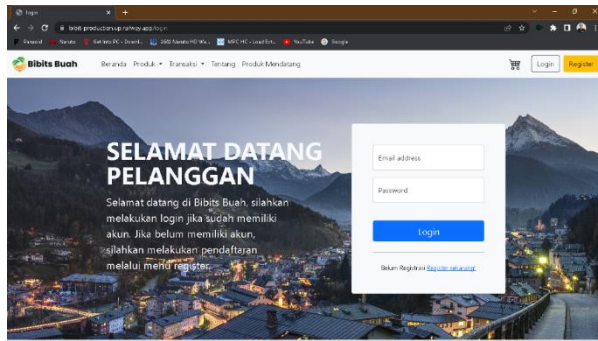 login
bibit-production.up.railway.app/login
Naruto
YouTube
Google
Bibits Buah
Beranda Produk Transaksi Tentang Produk Mendatang
Login Register
SELAMAT DATANG
PELANGGAN
Selamat datang di Bibits Buah, silahkan
melakukan login jika sudah memiliki
akun. Jika belum memiliki akun,
silahkan melakukan pendaftaran
melalui menu register.
Email address
Password
Login
Belum Registrasi Register sekarang!